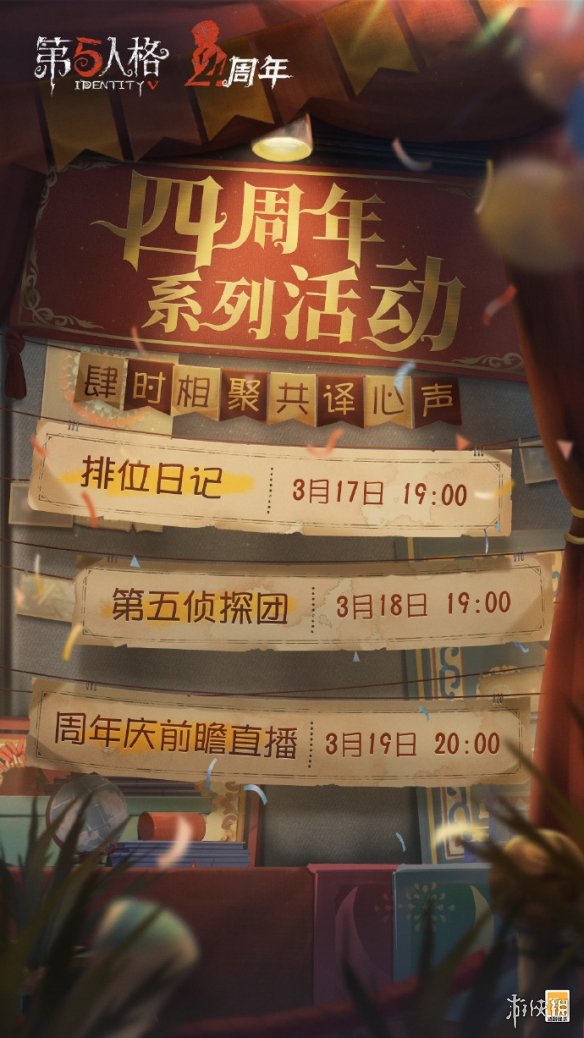 第5人格 四周年
IDENTITY V
四周年
系列活动
肆时相聚共译心声
排位日记 3月17日 19:00
第五侦探团 3月18日 19:00
周年庆前瞻直播 3月19日 20:00
游侠网